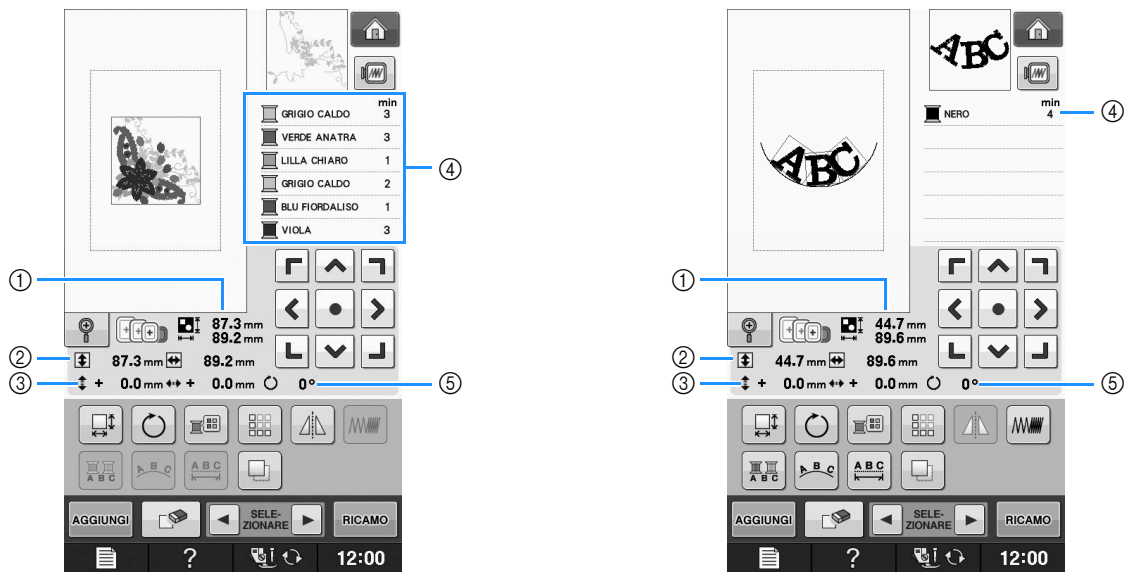 min
GRIGIO CALDO 3
VERDE ANATRA 3
LILLA CHIARO 1
④
GRIGIO CALDO 2
BLU FIORDALISO 1
VIOLA 3
①
87.3 mm
89.2 mm
②
87.3 mm 89.2 mm
③
+ 0.0 mm + 0.0 mm 0°
⑤
A B C
A B C
A B C
AGGIUNGI
SELE-
ZIONARE
RICAMO
?
12:00
ABC
min
NERO 4
④
ABC
①
44.7 mm
89.6 mm
②
44.7 mm 89.6 mm
③
+ 0.0 mm + 0.0 mm 0°
⑤
A B C
A B C
A B C
AGGIUNGI
SELE-
ZIONARE
RICAMO
?
12:00